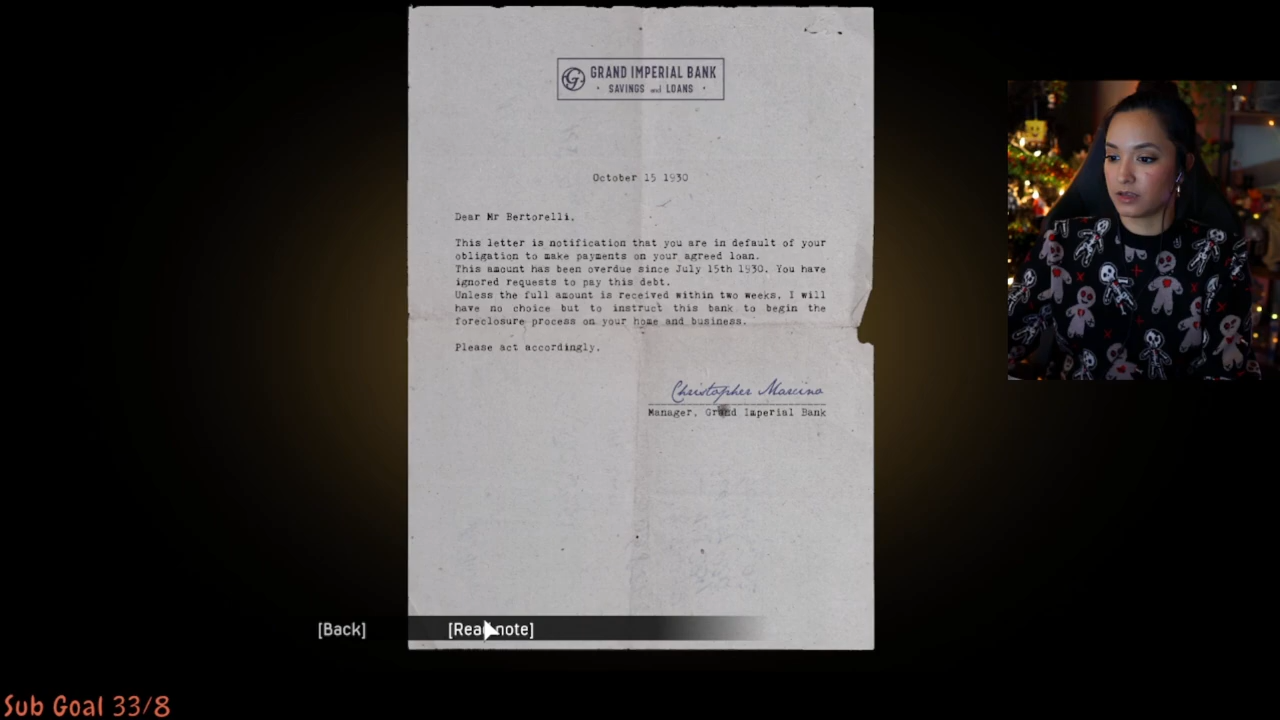 GRAND IMPERIAL BANK
· SAVINGS and LOANS ·
October 15 1930
Dear Mr Bertorelli,
This letter is notification that you are in default of your
obligation to make payments on your agreed loan.
This amount has been overdue since July 15th 1930. You have
ignored requests to pay this debt.
Unless the full amount is received within two weeks, I will
have no choice but to instruct this bank to begin the
foreclosure process on your home and business.
Please act accordingly.
Christopher Marcino
Manager, Grand Imperial Bank
[Back] [Read note]
Sub Goal 33/8